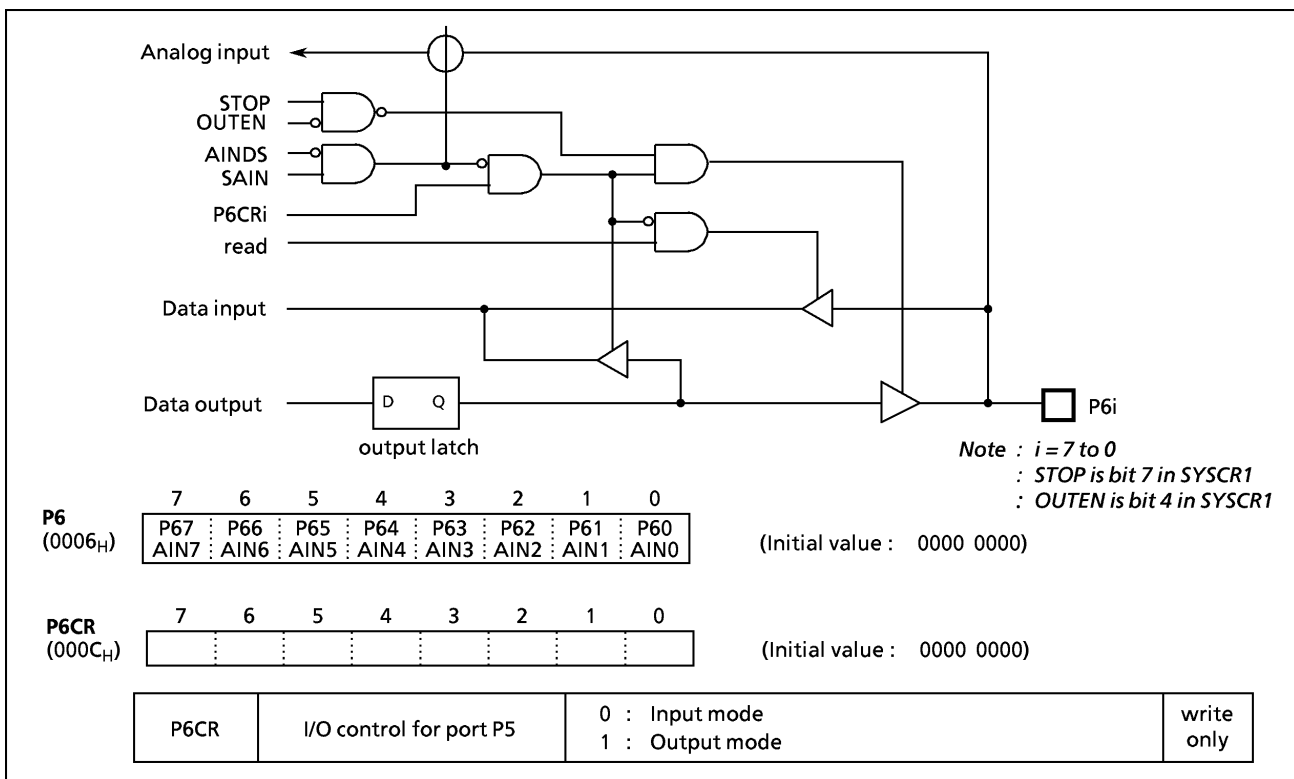 Analog input
STOP
OUTEN
AINDS
SAIN
P6CRi
read
Data input
Data output
D Q
output latch
P6i
Note : i = 7 to 0
: STOP is bit 7 in SYSCR1
: OUTEN is bit 4 in SYSCR1
7 6 5 4 3 2 1 0
P6
(0006H)
P67 P66 P65 P64 P63 P62 P61 P60
AIN7 AIN6 AIN5 AIN4 AIN3 AIN2 AIN1 AIN0
(Initial value : 0000 0000)
7 6 5 4 3 2 1 0
P6CR
(000CH)
(Initial value : 0000 0000)
P6CR
I/O control for port P5
0 : Input mode
1 : Output mode
write
only